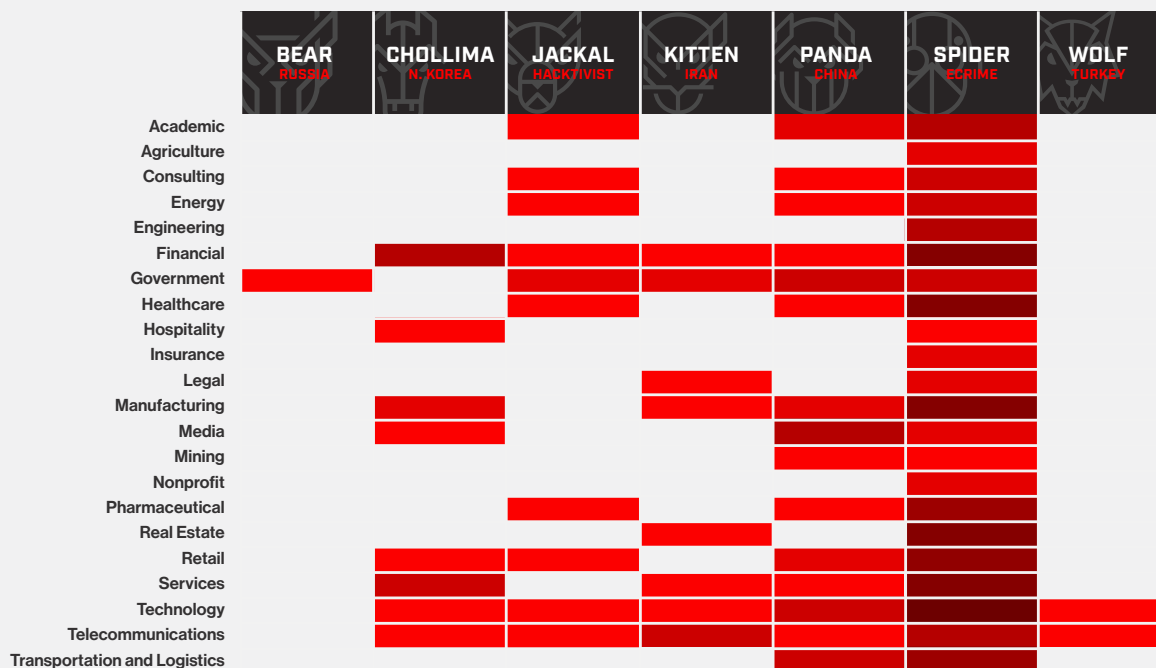 BEAR CHOLLIMA JACKAL KITTEN PANDA SPIDER WOLF
RUSSIA N. KOREA HACKTIVIST IRAN CHINA ECRIME TURKEY
Academic
Agriculture
Consulting
Energy
Engineering
Financial
Government
Healthcare
Hospitality
Insurance
Legal
Manufacturing
Media
Mining
Nonprofit
Pharmaceutical
Real Estate
Retail
Services
Technology
Telecommunications
Transportation and Logistics